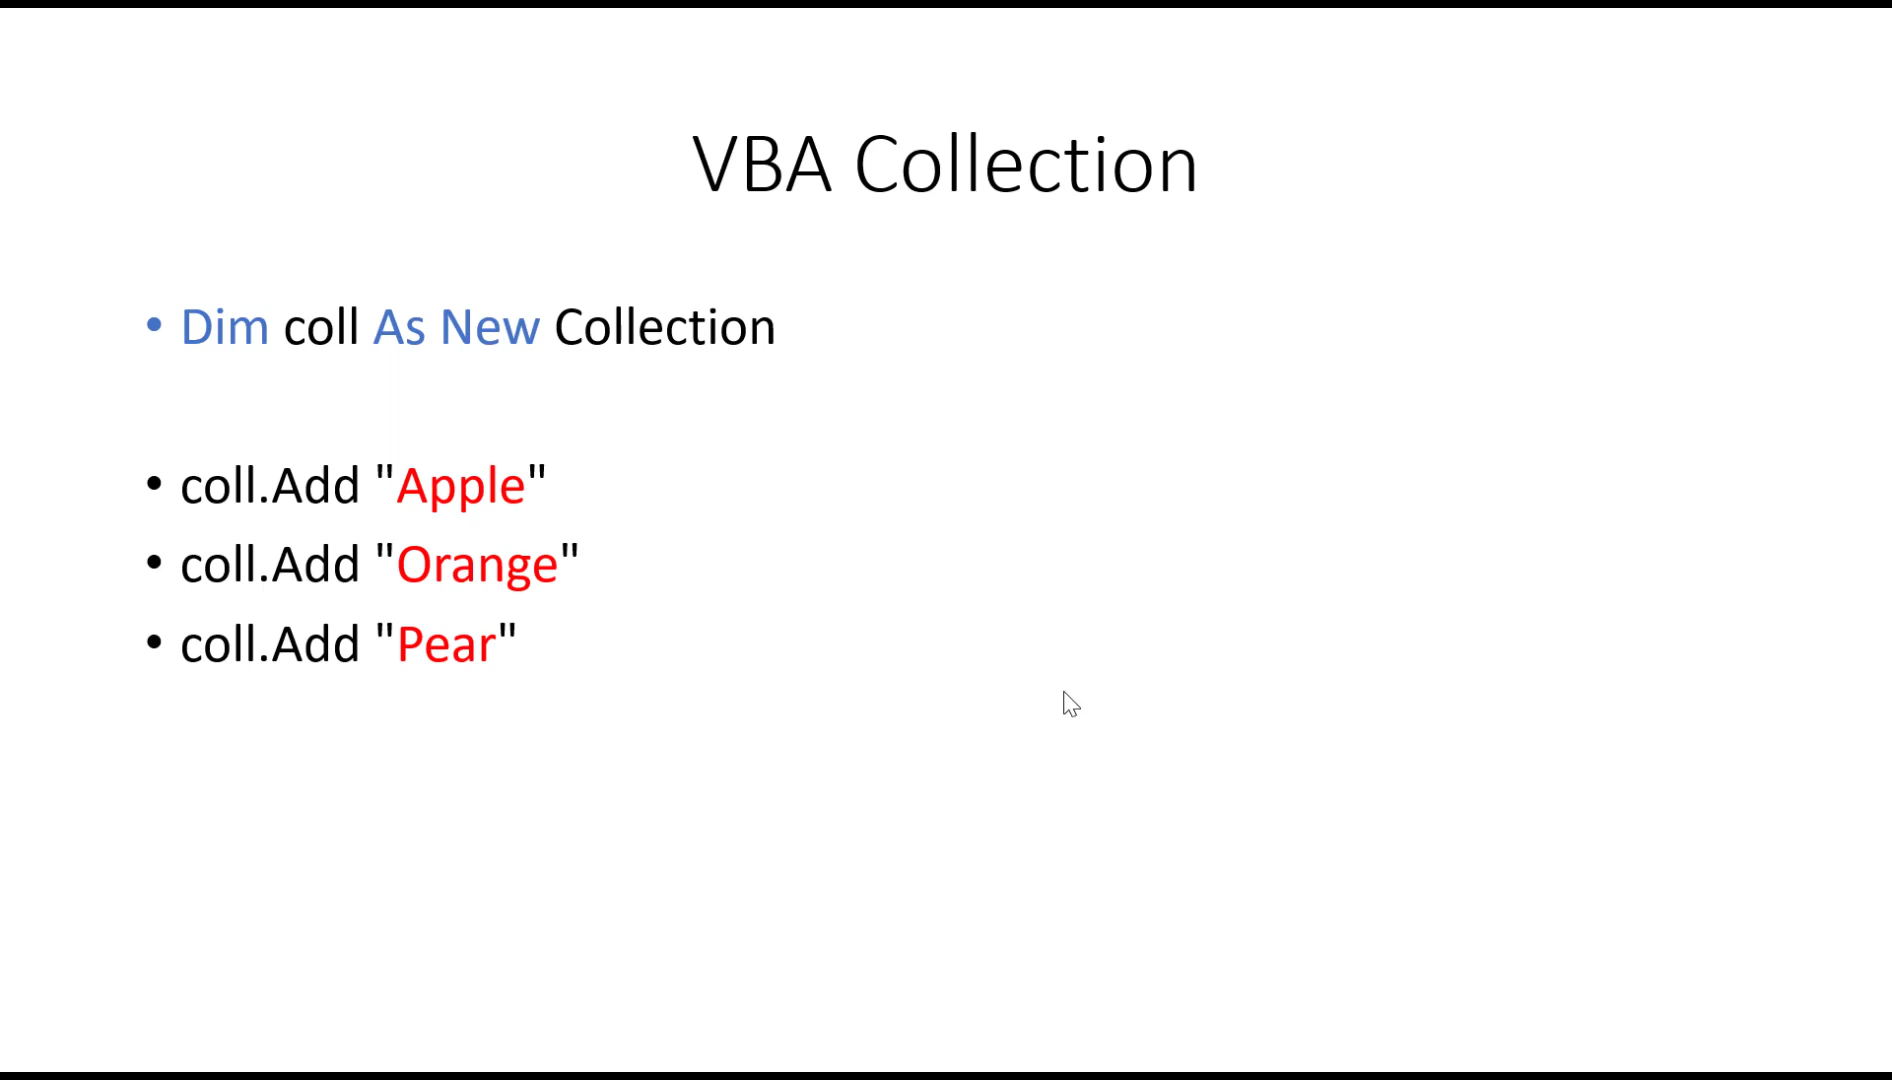 VBA Collection
• Dim coll As New Collection
• coll.Add "Apple"
• coll.Add "Orange"
• coll.Add "Pear"